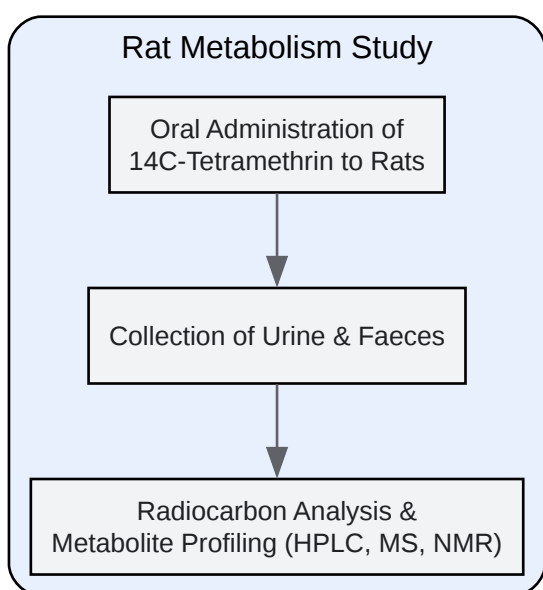 Rat Metabolism Study
Oral Administration of
14C-Tetramethrin to Rats
Collection of Urine & Faeces
Radiocarbon Analysis &
Metabolite Profiling (HPLC, MS, NMR)